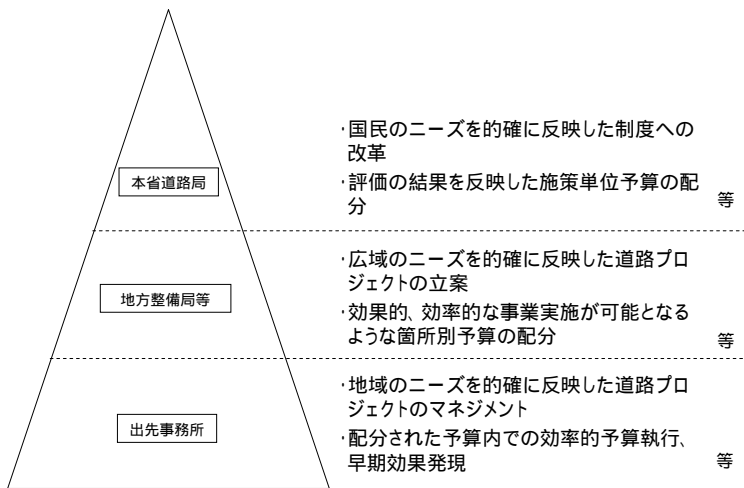 ・国民のニーズを的確に反映した制度への
改革
本省道路局
・評価の結果を反映した施策単位予算の配
分
等
・広域のニーズを的確に反映した道路プロ
ジェクトの立案
地方整備局等
・効果的、効率的な事業実施が可能となる
ような箇所別予算の配分
等
・地域のニーズを的確に反映した道路プロ
ジェクトのマネジメント
出先事務所
・配分された予算内での効率的予算執行、
早期効果発現
等